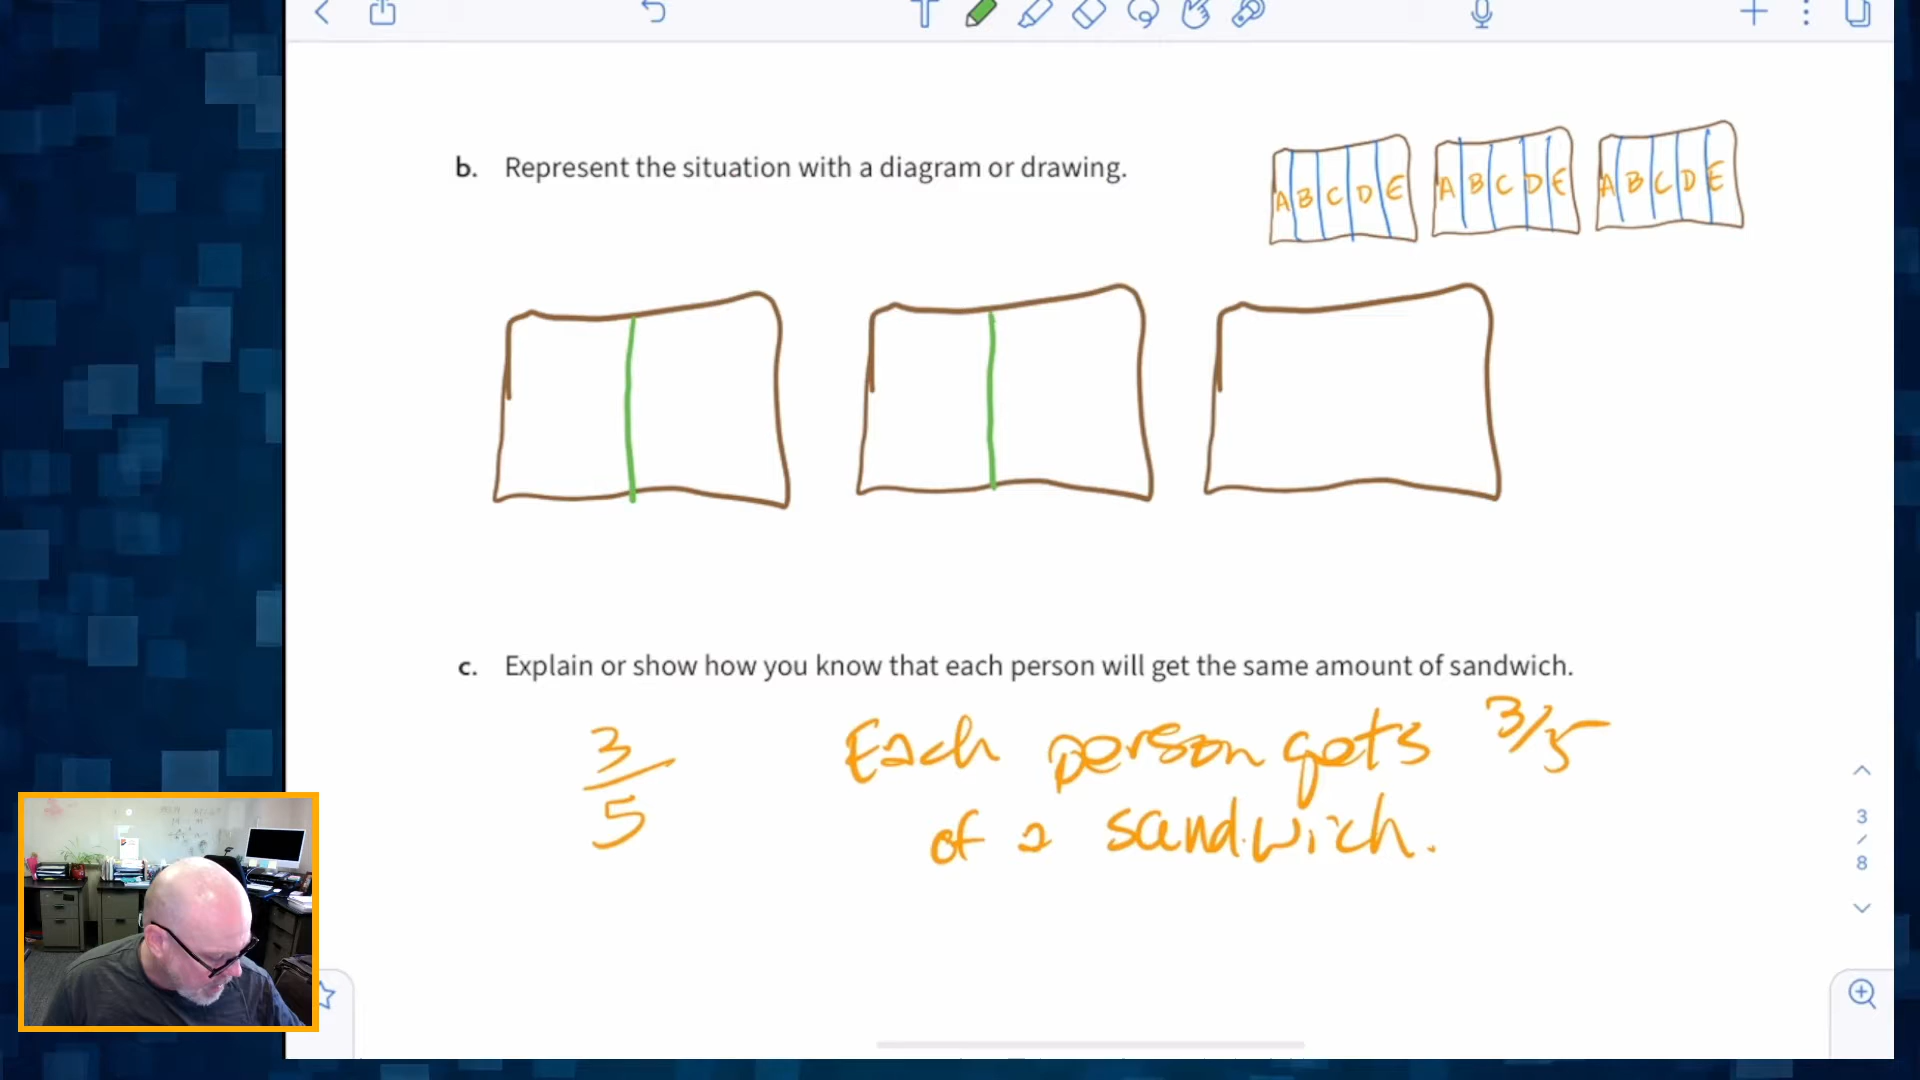 b. Represent the situation with a diagram or drawing.
A B C D E A B C D E A B C D E
c. Explain or show how you know that each person will get the same amount of sandwich.
3/5 Each person gets 3/5
of a sandwich.
3
/
8